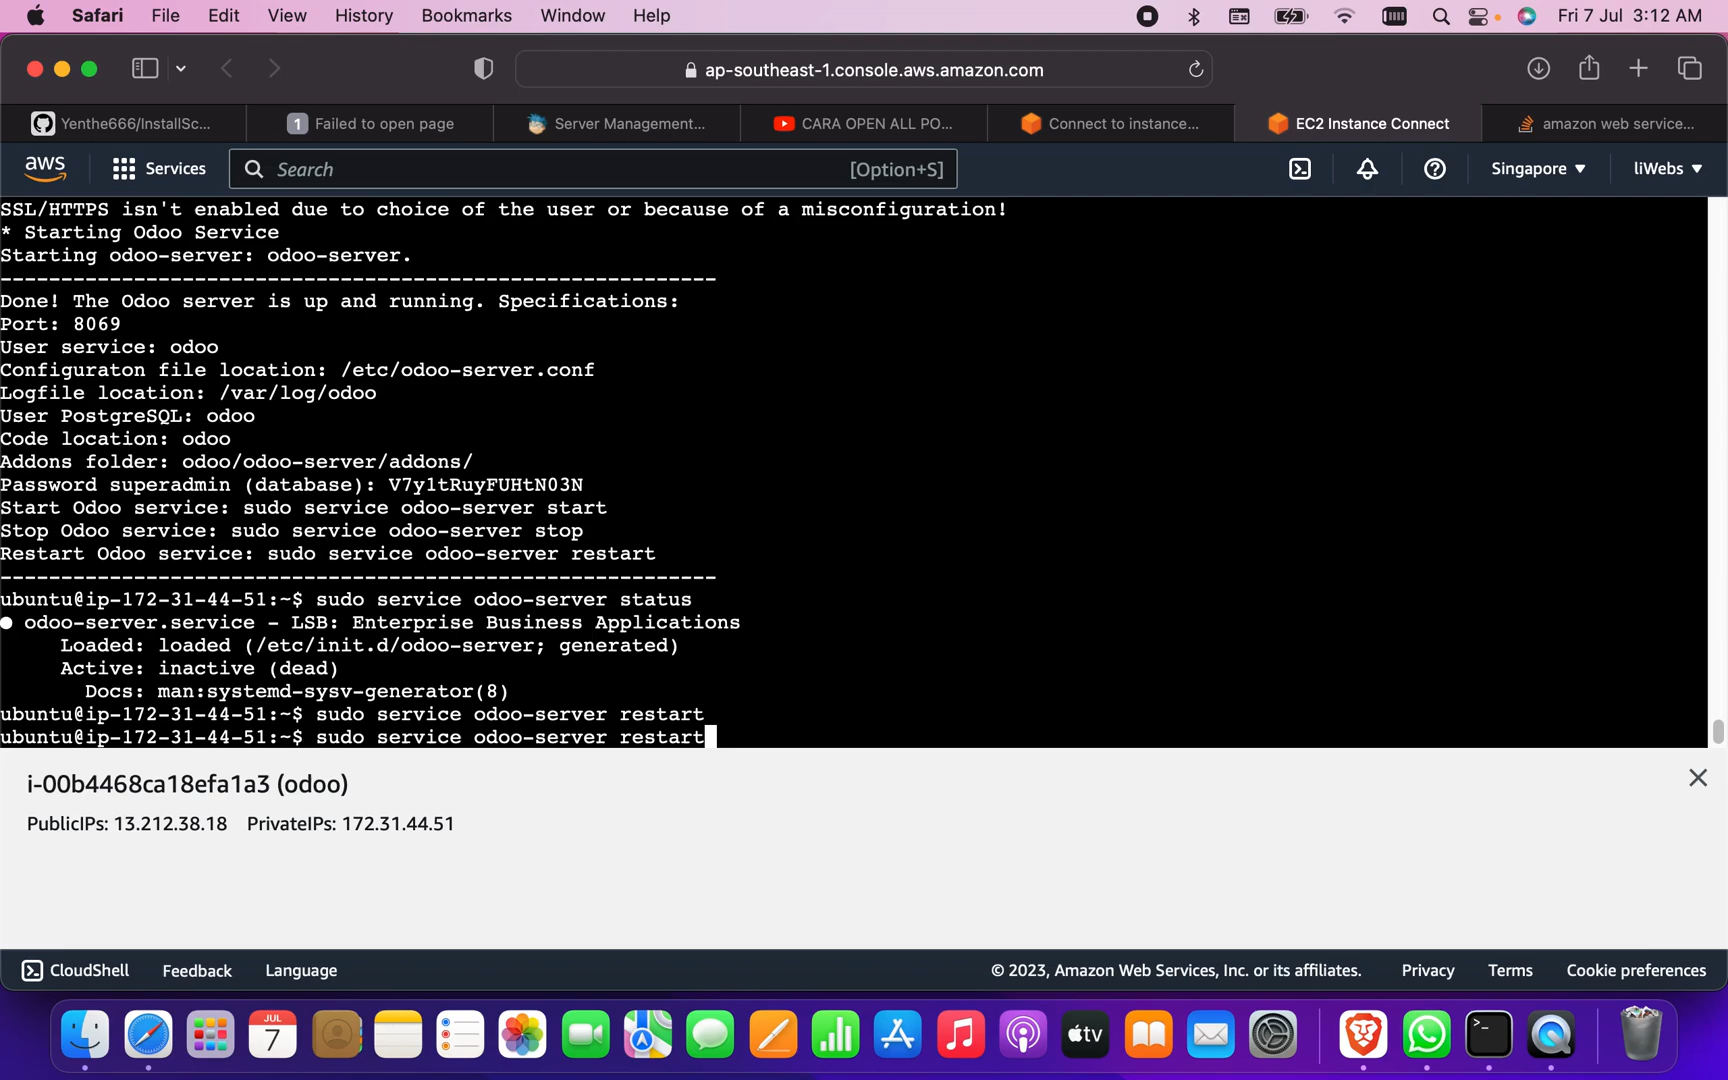 Safari File Edit View History Bookmarks Window Help Fri 7 Jul 3:12 AM
ap-southeast-1.console.aws.amazon.com
Yenthe666/InstallSc... 1 Failed to open page Server Management... CARA OPEN ALL PO... Connect to instance... EC2 Instance Connect amazon web service...
aws Services Search [Option+S] Singapore liWebs
SSL/HTTPS isn't enabled due to choice of the user or because of a misconfiguration!
* Starting Odoo Service
Starting odoo-server: odoo-server.
-----------------------------------------------------------
Done! The Odoo server is up and running. Specifications:
Port: 8069
User service: odoo
Configuraton file location: /etc/odoo-server.conf
Logfile location: /var/log/odoo
User PostgreSQL: odoo
Code location: odoo
Addons folder: odoo/odoo-server/addons/
Password superadmin (database): V7y1tRuyFUHtN03N
Start Odoo service: sudo service odoo-server start
Stop Odoo service: sudo service odoo-server stop
Restart Odoo service: sudo service odoo-server restart
-----------------------------------------------------------
ubuntu@ip-172-31-44-51:~$ sudo service odoo-server status
● odoo-server.service - LSB: Enterprise Business Applications
Loaded: loaded (/etc/init.d/odoo-server; generated)
Active: inactive (dead)
Docs: man:systemd-sysv-generator(8)
ubuntu@ip-172-31-44-51:~$ sudo service odoo-server restart
ubuntu@ip-172-31-44-51:~$ sudo service odoo-server restart
i-00b4468ca18efa1a3 (odoo)
PublicIPs: 13.212.38.18 PrivateIPs: 172.31.44.51
CloudShell Feedback Language © 2023, Amazon Web Services, Inc. or its affiliates. Privacy Terms Cookie preferences
JUL
7
tv